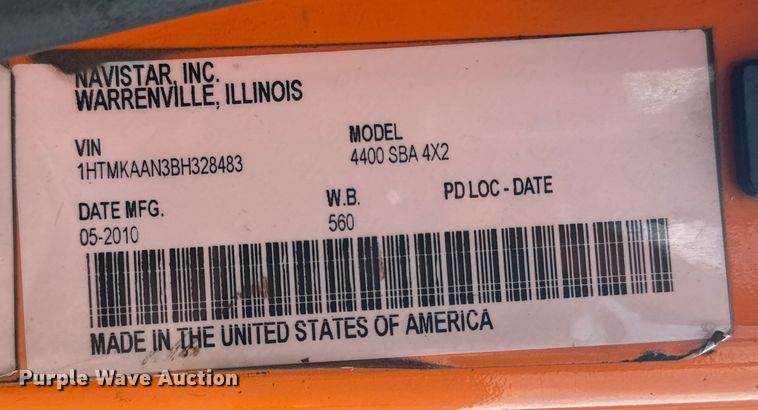 NAVISTAR, INC.
WARRENVILLE, ILLINOIS
VIN
1HTMKAAN3BH328483
MODEL
4400 SBA 4X2
DATE MFG.
05-2010
W.B.
560
PD LOC - DATE
MADE IN THE UNITED STATES OF AMERICA
Purple Wave Auction